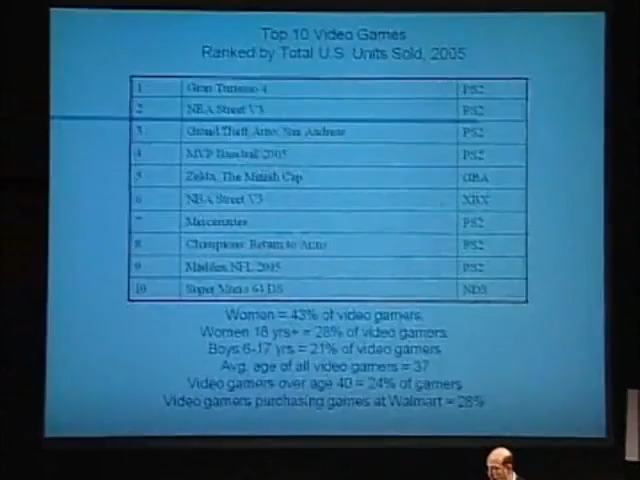 Top 10 Video Games
Ranked by Total U.S. Units Sold, 2005
1 Gran Turismo 4 PS2
2 NBA Street V3 PS2
3 Grand Theft Auto: San Andreas PS2
4 MVP Baseball 2005 PS2
5 Zelda, The Minish Cap GBA
6 NBA Street V3 XBX
7 Mercenaries PS2
8 Champions: Return to Arms PS2
9 Madden NFL 2005 PS2
10 Super Mario 64 DS NDS
Women = 43% of video gamers.
Women 18 yrs+ = 28% of video gamers.
Boys 6-17 yrs = 21% of video gamers
Avg. age of all video gamers = 37
Video gamers over age 40 = 24% of gamers
Video gamers purchasing games at Walmart = 28%